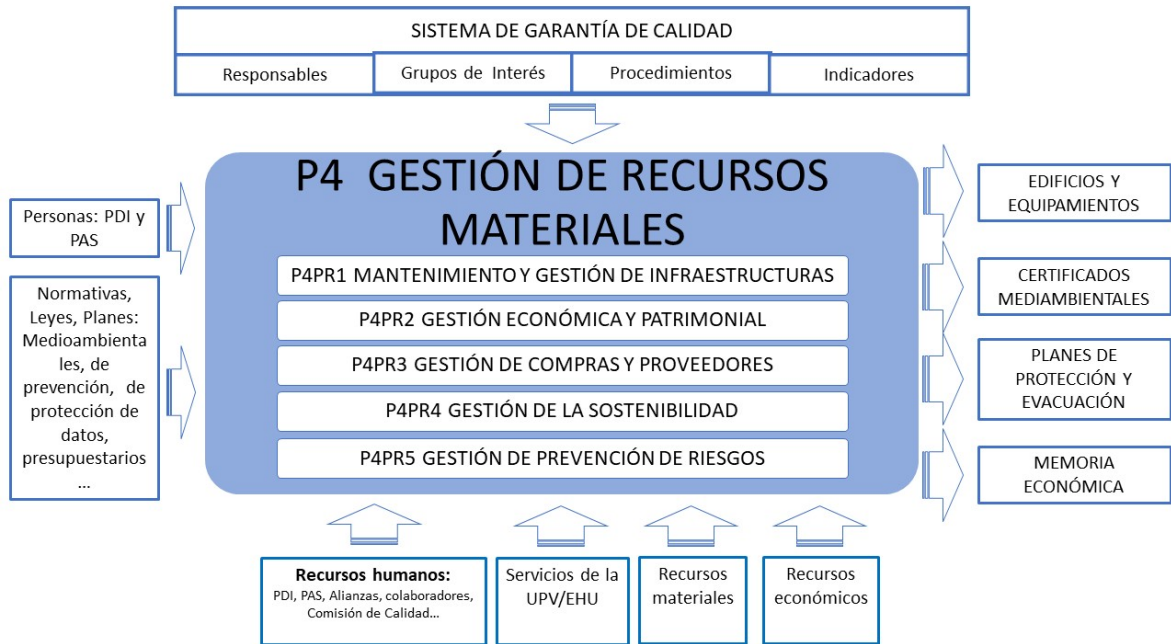 SISTEMA DE GARANTÍA DE CALIDAD
Responsables
Grupos de Interés
Procedimientos
Indicadores
P4 GESTIÓN DE RECURSOS
MATERIALES
P4PR1 MANTENIMIENTO Y GESTIÓN DE INFRAESTRUCTURAS
P4PR2 GESTIÓN ECONÓMICA Y PATRIMONIAL
P4PR3 GESTIÓN DE COMPRAS Y PROVEEDORES
P4PR4 GESTIÓN DE LA SOSTENIBILIDAD
P4PR5 GESTIÓN DE PREVENCIÓN DE RIESGOS
Personas: PDI y
PAS
Normativas,
Leyes, Planes:
Medioambienta
les, de
prevención, de
protección de
datos,
presupuestarios
...
EDIFICIOS Y
EQUIPAMIENTOS
CERTIFICADOS
MEDIAMBIENTALES
PLANES DE
PROTECCIÓN Y
EVACUACIÓN
MEMORIA
ECONÓMICA
Recursos humanos:
PDI, PAS, Alianzas, colaboradores,
Comisión de Calidad...
Servicios de la
UPV/EHU
Recursos
materiales
Recursos
económicos